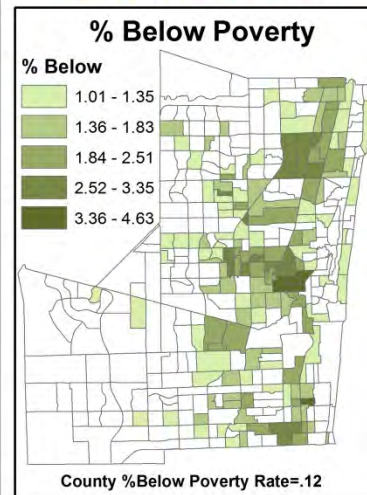 % Below Poverty
% Below
1.01 - 1.35
1.36 - 1.83
1.84 - 2.51
2.52 - 3.35
3.36 - 4.63
County %Below Poverty Rate=.12